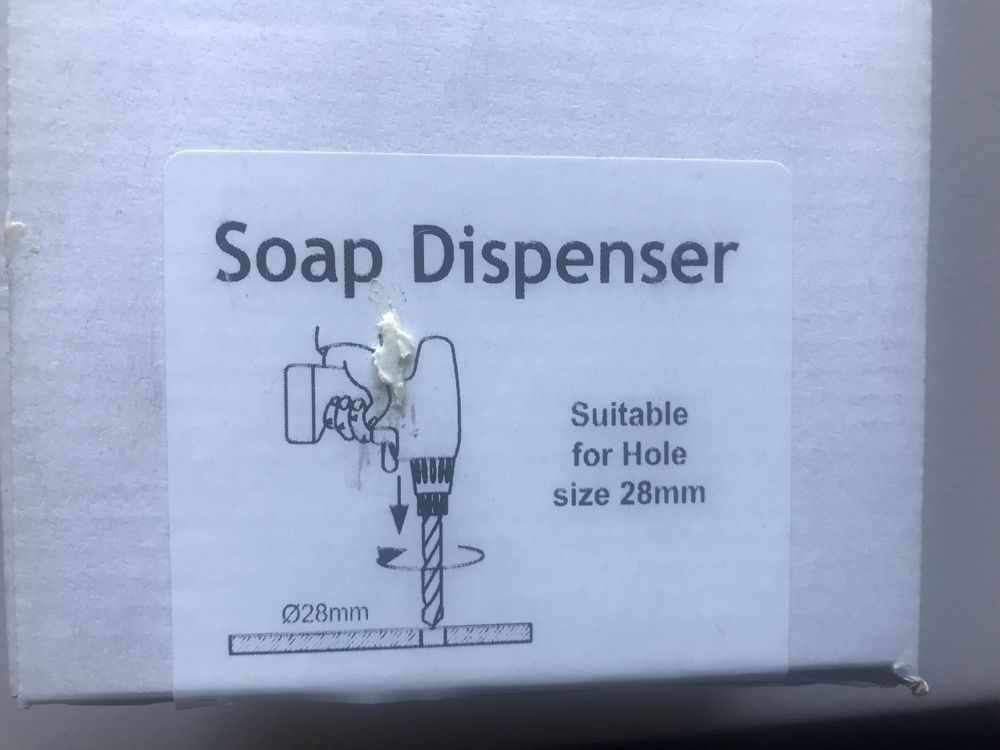 Soap Dispenser
Suitable
for Hole
size 28mm
Ø28mm